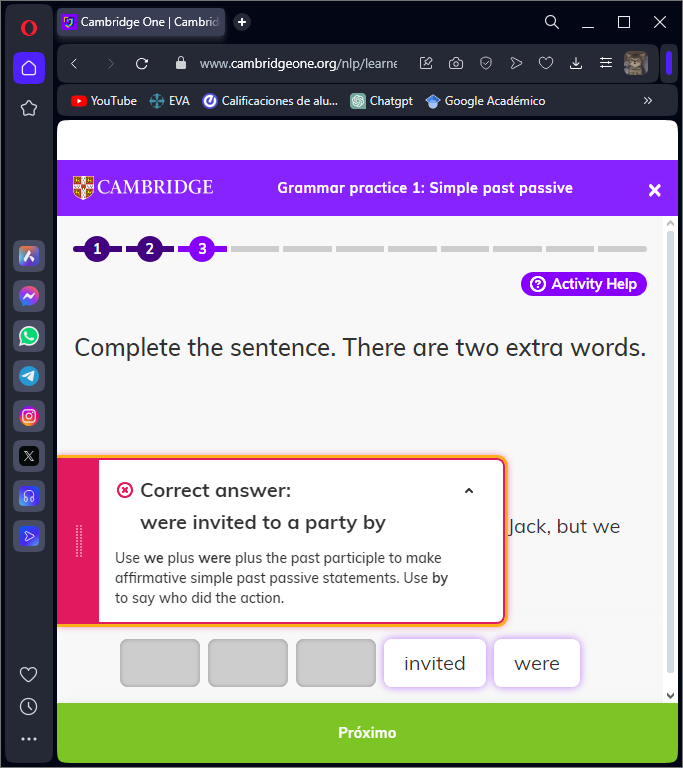 Cambridge One | Cambrid
www.cambridgeone.org/nlp/learne
YouTube
EVA
Calificaciones de alu...
Chatgpt
Google Académico
CAMBRIDGE
Grammar practice 1: Simple past passive
1
2
3
Activity Help
Complete the sentence. There are two extra words.
Correct answer:
were invited to a party by
Jack, but we
Use we plus were plus the past participle to make
affirmative simple past passive statements. Use by
to say who did the action.
invited
were
Próximo